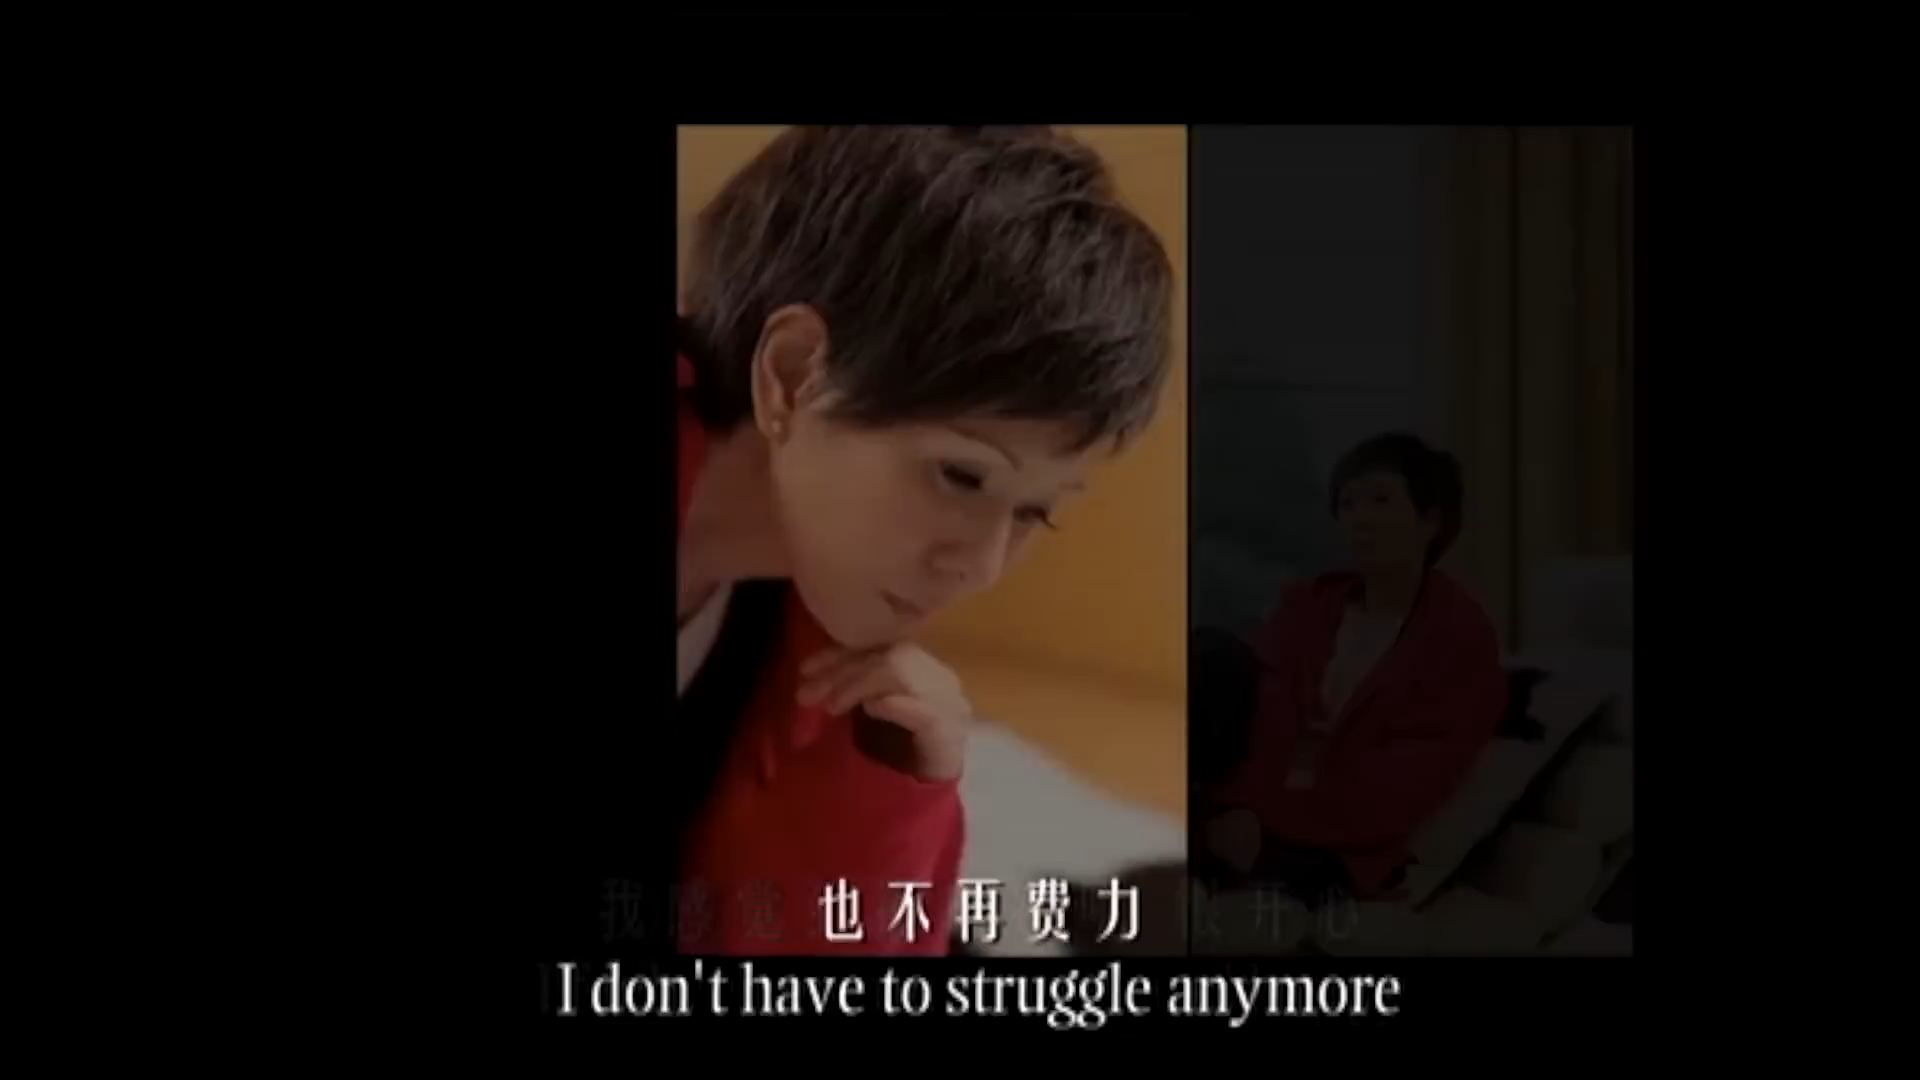 也不再费力
I don't have to struggle anymore